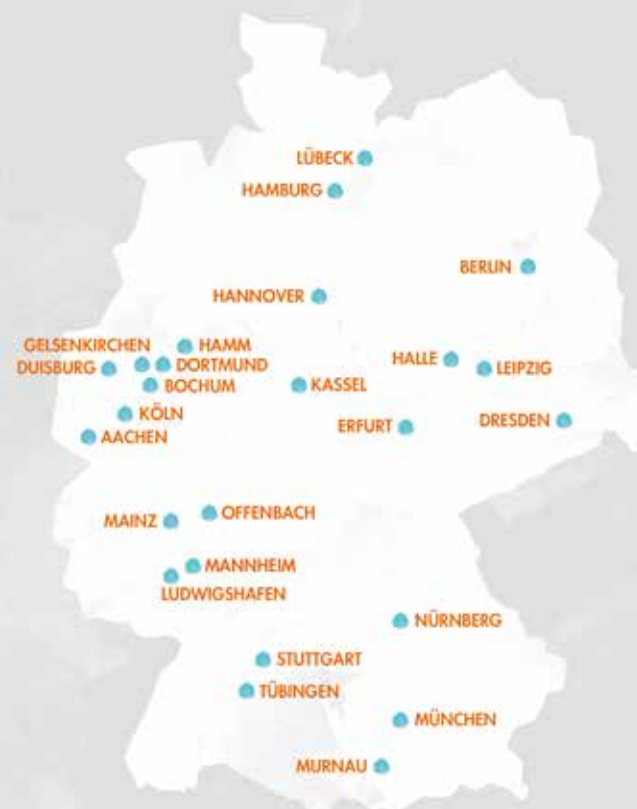 LÜBECK
HAMBURG
BERLIN
HANNOVER
GELSENKIRCHEN
HAMM
DUISBURG
DORTMUND
HALLE
LEIPZIG
BOCHUM
KASSEL
KÖLN
ERFURT
DRESDEN
AACHEN
MAINZ
OFFENBACH
MANNHEIM
LUDWIGSHAFEN
NÜRNBERG
STUTTGART
TÜBINGEN
MÜNCHEN
MURNAU